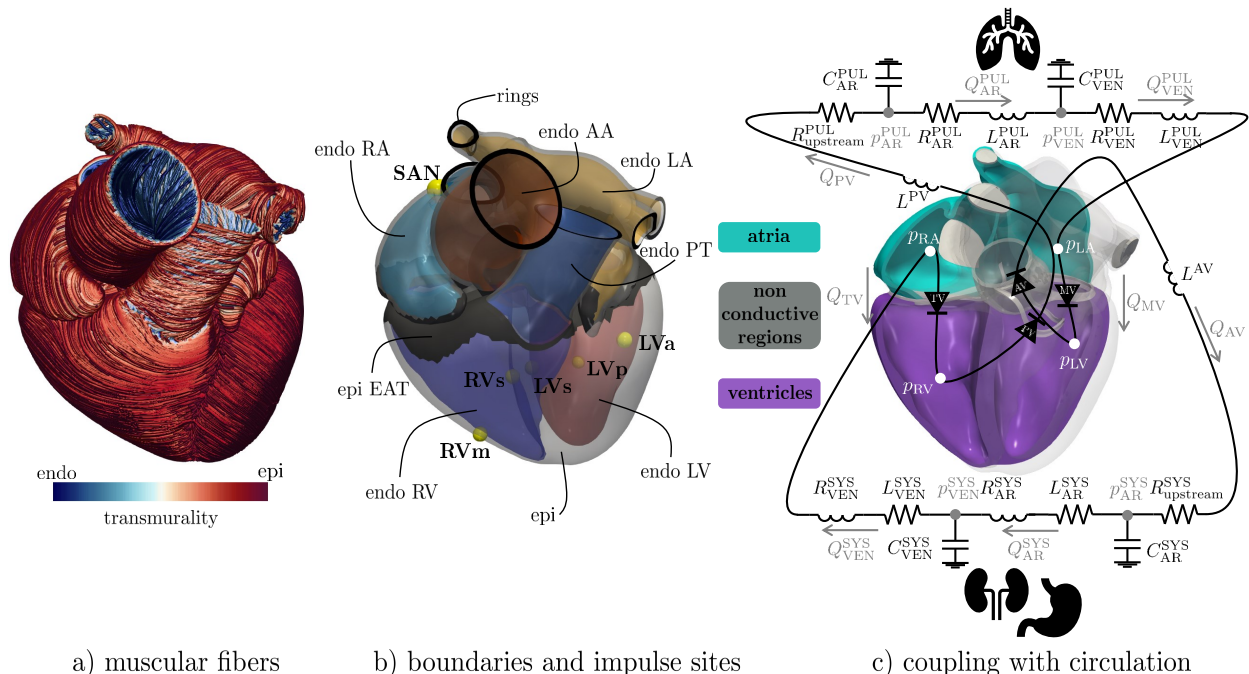 endo
epi
transmurality
a) muscular fibers
rings
endo AA
endo RA
endo LA
SAN
endo PT
LVa
RVs
LVs
LVp
epi EAT
RVm
endo LV
endo RV
epi
b) boundaries and impulse sites
atria
non
conductive
regions
ventricles
C_AR^PUL
Q_AR^PUL
C_VEN^PUL
Q_VEN^PUL
R_upstream^PUL
p_AR^PUL
R_AR^PUL
L_AR^PUL
p_VEN^PUL
R_VEN^PUL
L_VEN^PUL
Q_PV
L^PV
p_RA
p_LA
L^AV
Q_TV
TV
AV
MV
Q_MV
PV
Q_AV
p_LV
p_RV
R_VEN^SYS
L_VEN^SYS
p_VEN^SYS
R_AR^SYS
L_AR^SYS
p_AR^SYS
R_upstream^SYS
Q_VEN^SYS
C_VEN^SYS
Q_AR^SYS
C_AR^SYS
c) coupling with circulation